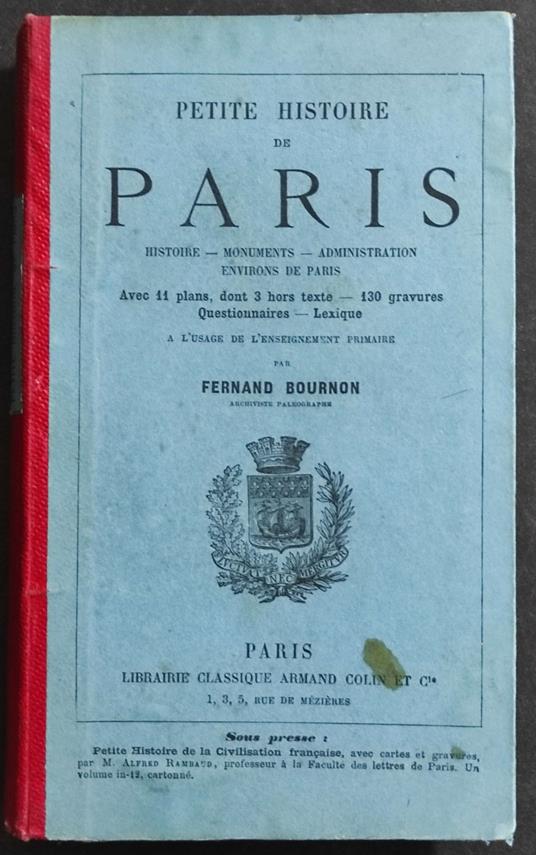 PETITE HISTOIRE
DE
PARIS
HISTOIRE — MONUMENTS — ADMINISTRATION
ENVIRONS DE PARIS
Avec 11 plans, dont 3 hors texte — 130 gravures
Questionnaires — Lexique
A L'USAGE DE L'ENSEIGNEMENT PRIMAIRE
PAR
FERNAND BOURNON
ARCHIVISTE PALEOGRAPHE
FLUCTUAT NEC MERGITUR
PARIS
LIBRAIRIE CLASSIQUE ARMAND COLIN ET Cie
1, 3, 5, RUE DE MÉZIÈRES
Sous presse :
Petite Histoire de la Civilisation française, avec cartes et gravures,
par M. ALFRED RAMBAUD, professeur à la Faculté des lettres de Paris. Un
volume in-12, cartonné.